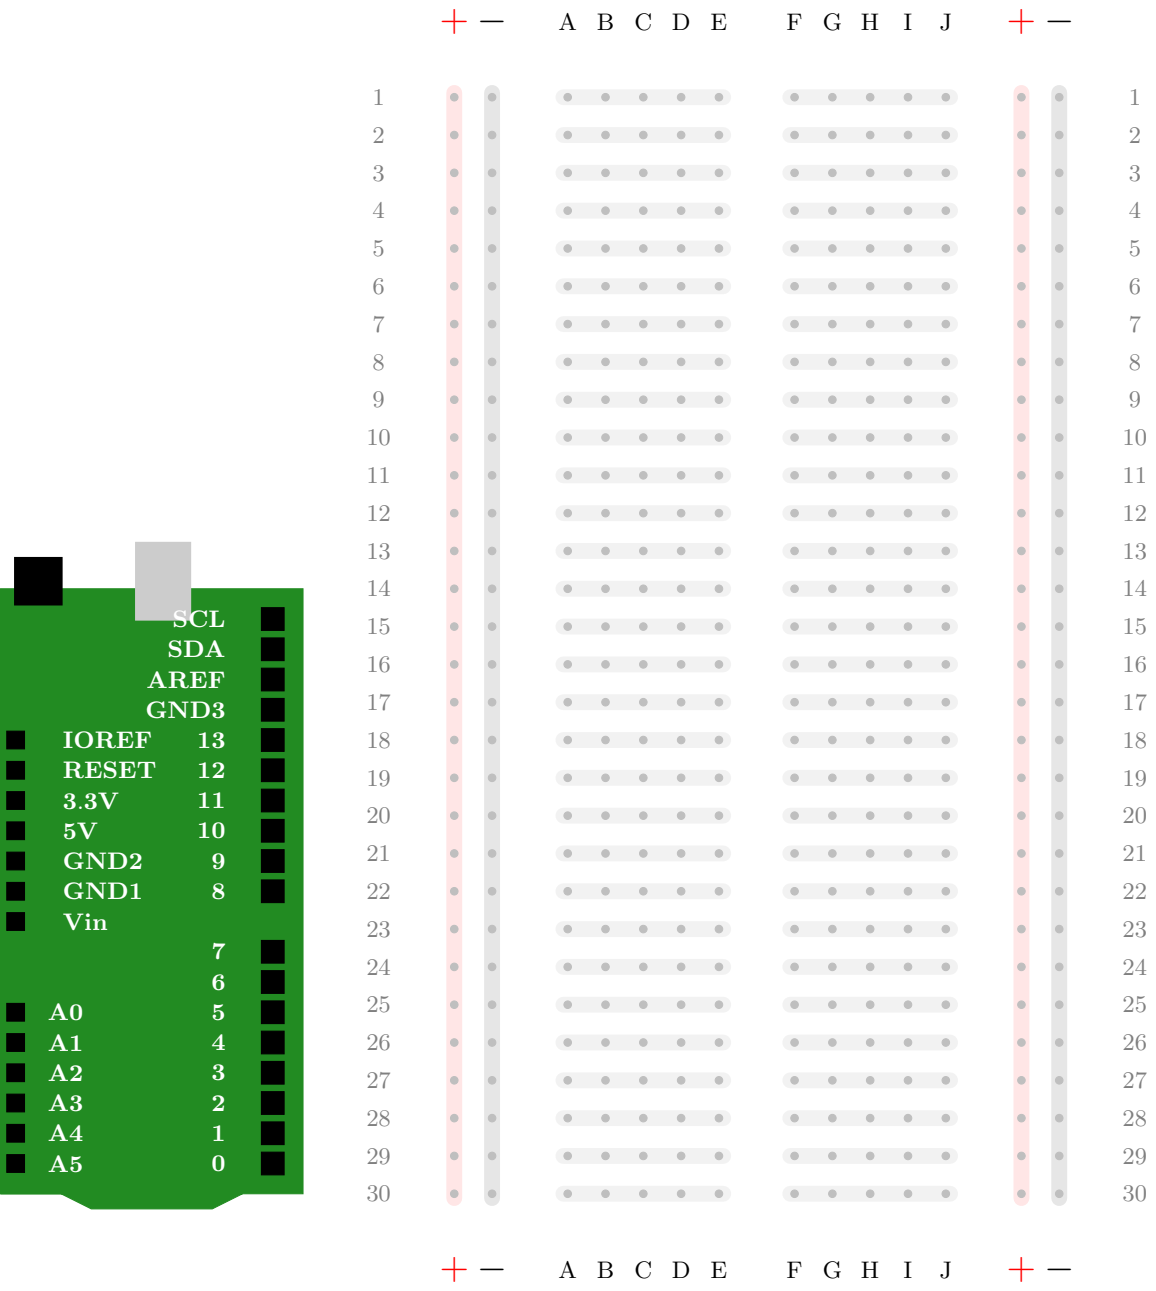 + − A B C D E F G H I J + −
1 1
2 2
3 3
4 4
5 5
6 6
7 7
8 8
9 9
10 10
11 11
12 12
13 13
14 14
SCL 15 15
SDA 16 16
AREF
GND3 17 17
IOREF 13 18 18
RESET 12 19 19
3.3V 11
5V 10 20 20
GND2 9 21 21
GND1 8 22 22
Vin 23 23
7
6 24 24
A0 5 25 25
A1 4 26 26
A2 3 27 27
A3 2 28 28
A4 1
A5 0 29 29
30 30
+ − A B C D E F G H I J + −